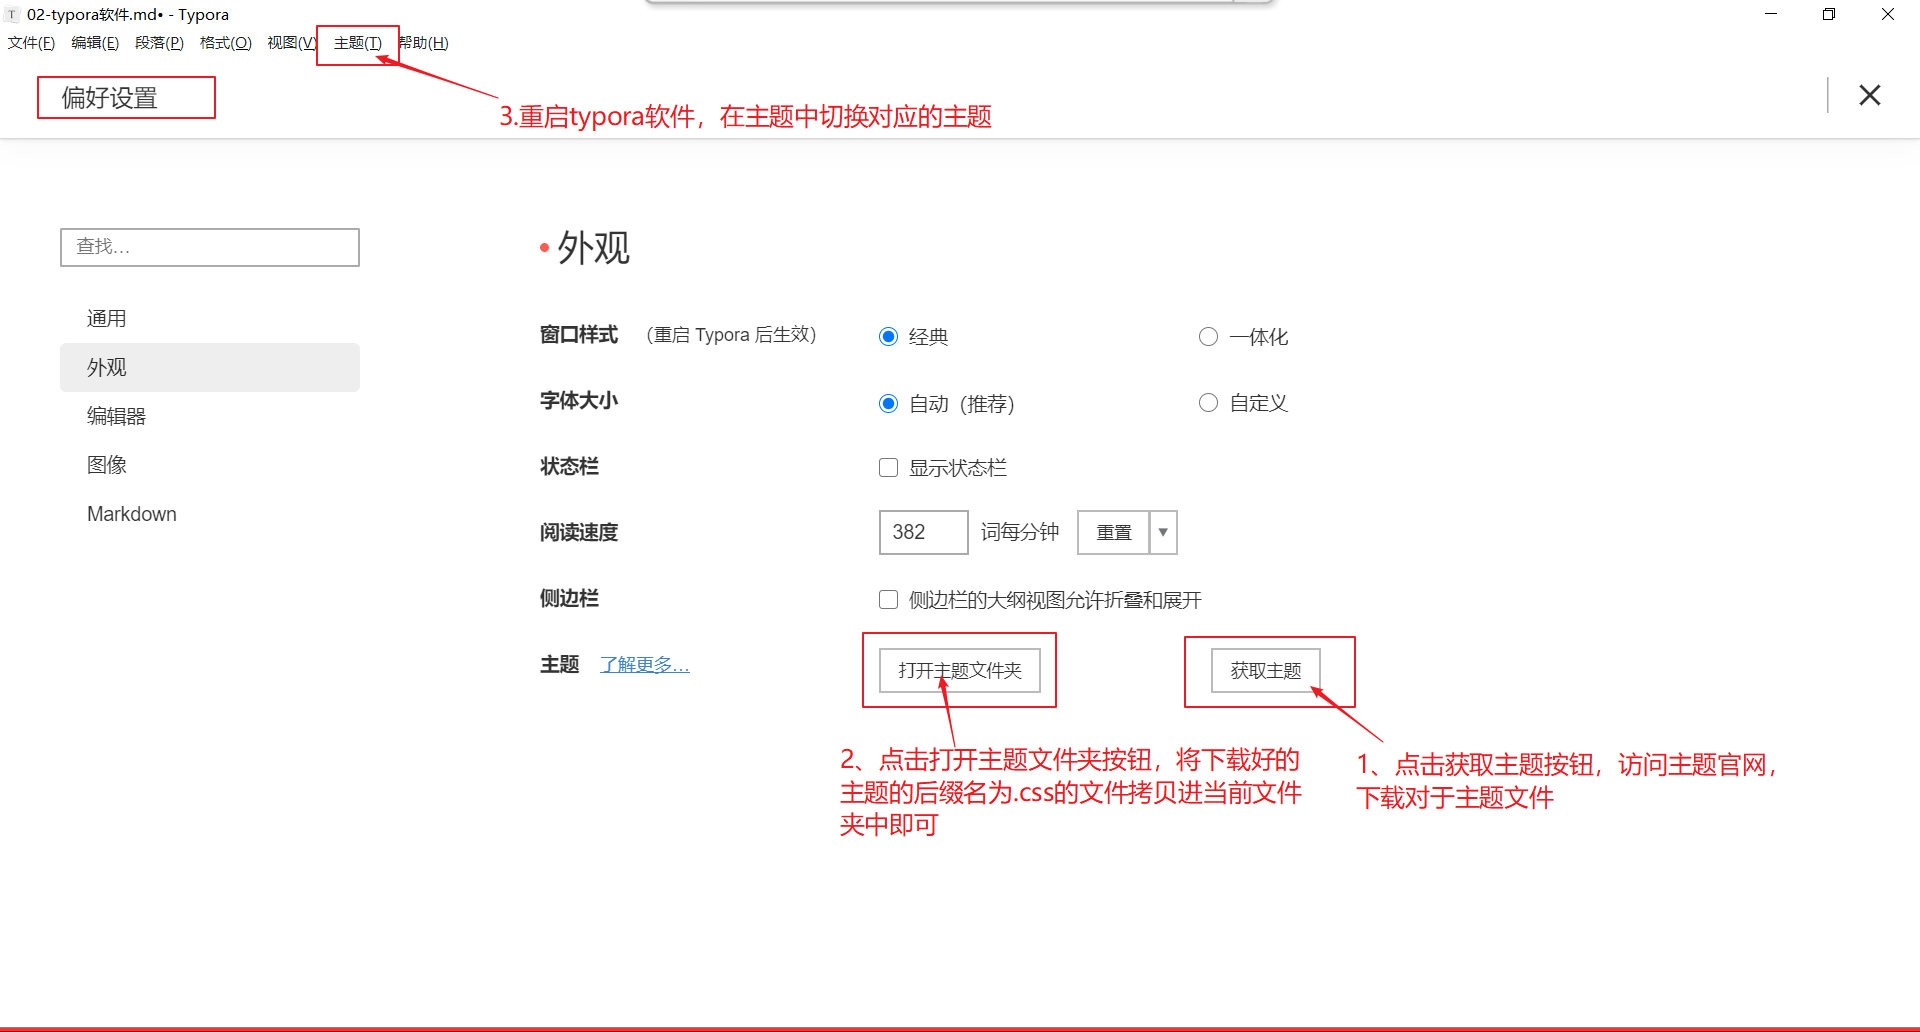 02-typora软件.md• - Typora
文件(F) 编辑(E) 段落(P) 格式(O) 视图(V) 主题(T) 帮助(H)
偏好设置
3.重启typora软件，在主题中切换对应的主题
查找...
通用
外观
编辑器
图像
Markdown
• 外观
窗口样式 （重启 Typora 后生效） 经典 一体化
字体大小 自动（推荐） 自定义
状态栏 显示状态栏
阅读速度 382 词每分钟 重置
侧边栏 侧边栏的大纲视图允许折叠和展开
主题 了解更多... 打开主题文件夹 获取主题
2、点击打开主题文件夹按钮，将下载好的
主题的后缀名为.css的文件拷贝进当前文件
夹中即可
1、点击获取主题按钮，访问主题官网，
下载对于主题文件